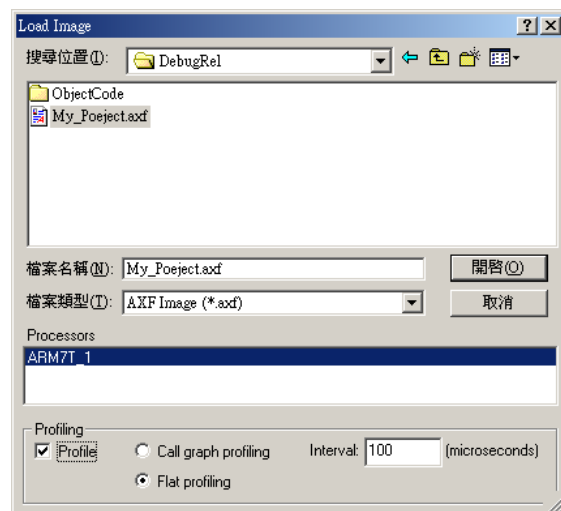 Load Image
搜尋位置(I): DebugRel
ObjectCode
My_Poeject.axf
檔案名稱(N): My_Poeject.axf 開啓(O)
檔案類型(T): AXF Image (*.axf) 取消
Processors
ARM7T_1
Profiling
Profile Call graph profiling Interval: 100 (microseconds)
Flat profiling